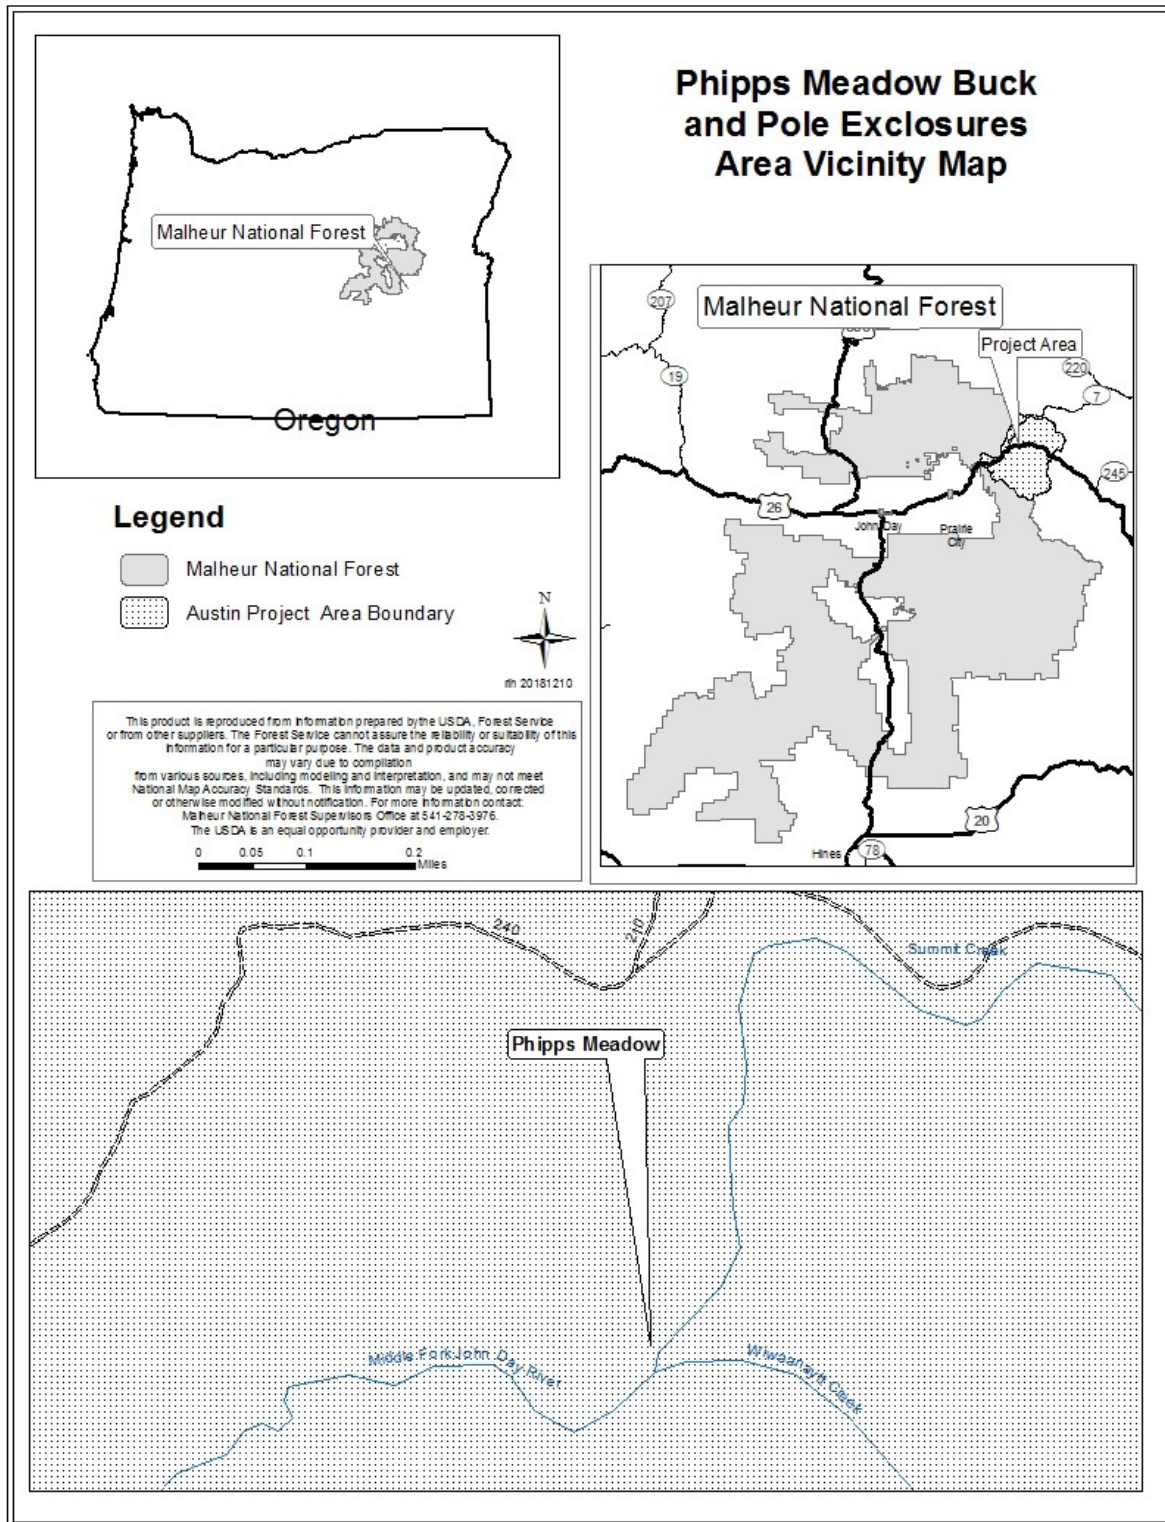 Phipps Meadow Buck
and Pole Exclosures
Area Vicinity Map
Malheur National Forest
Oregon
Legend
Malheur National Forest
Austin Project Area Boundary
N
rlh 20181210
This product is reproduced from information prepared by the USDA, Forest Service
or from other suppliers. The Forest Service cannot assure the reliability or suitability of this
information for a particular purpose. The data and product accuracy
may vary due to compilation
from various sources, including modeling and interpretation, and may not meet
National Map Accuracy Standards. This information may be updated, corrected
or otherwise modified without notification. For more information contact:
Malheur National Forest Supervisors Office at 541-278-3976.
The USDA is an equal opportunity provider and employer.
0 0.05 0.1 0.2
Miles
207
Malheur National Forest
Project Area
19
220
7
245
26
John Day
Prairie
City
20
Hines
78
240
210
Summit Creek
Phipps Meadow
Middle Fork John Day River
Wiwaanaytt Creek